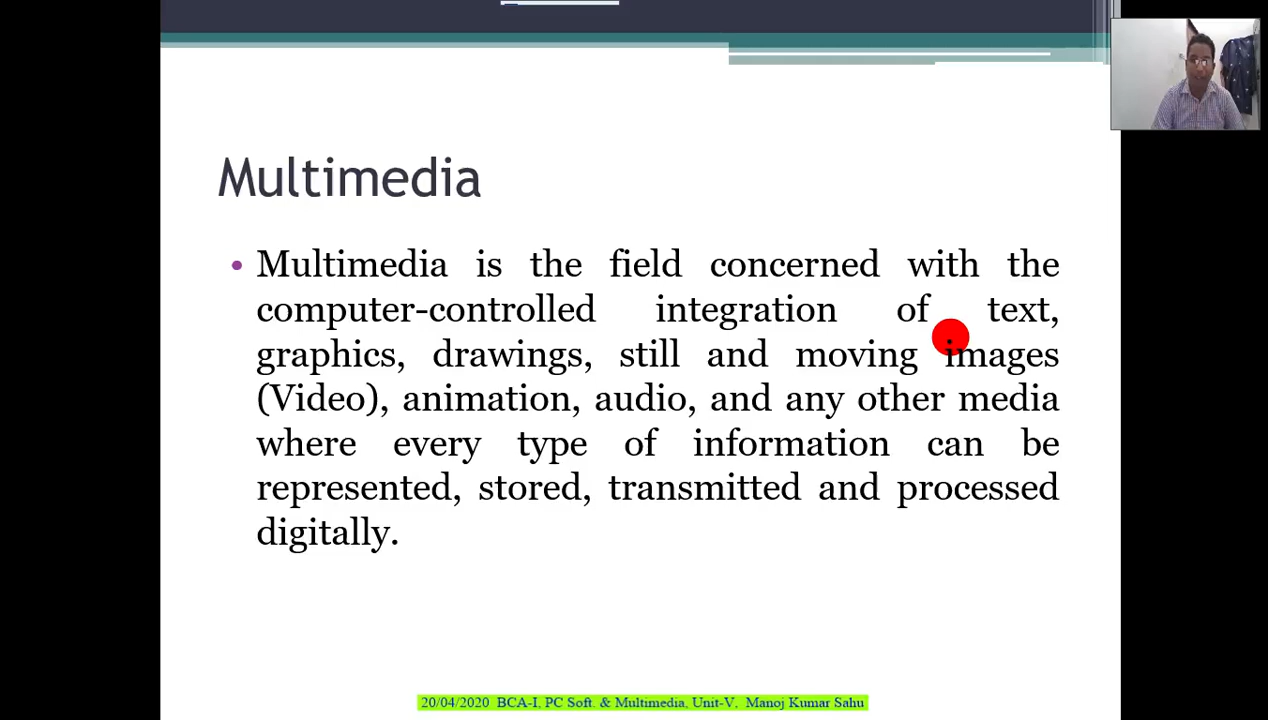 Multimedia
• Multimedia is the field concerned with the
computer-controlled integration of text,
graphics, drawings, still and moving images
(Video), animation, audio, and any other media
where every type of information can be
represented, stored, transmitted and processed
digitally.
20/04/2020 BCA-I, PC Soft. & Multimedia, Unit-V. Manoj Kumar Sahu